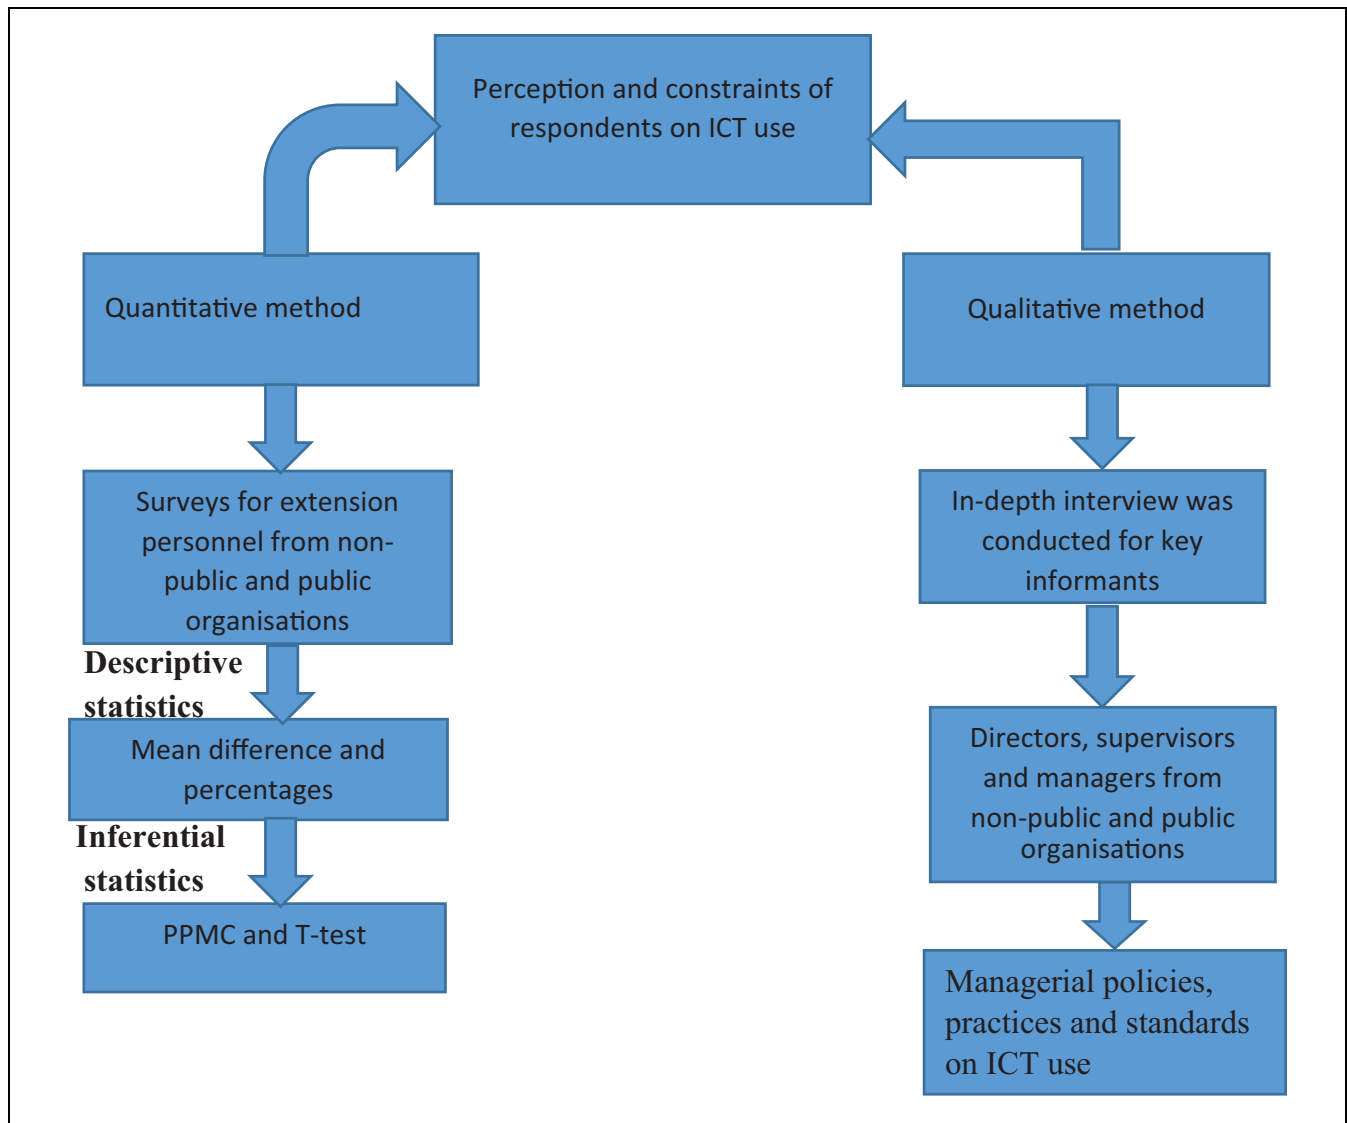 Perception and constraints of
respondents on ICT use
Quantitative method
Qualitative method
Surveys for extension
personnel from non-
public and public
organisations
In-depth interview was
conducted for key
informants
Descriptive
statistics
Mean difference and
percentages
Directors, supervisors
and managers from
non-public and public
organisations
Inferential
statistics
PPMC and T-test
Managerial policies,
practices and standards
on ICT use